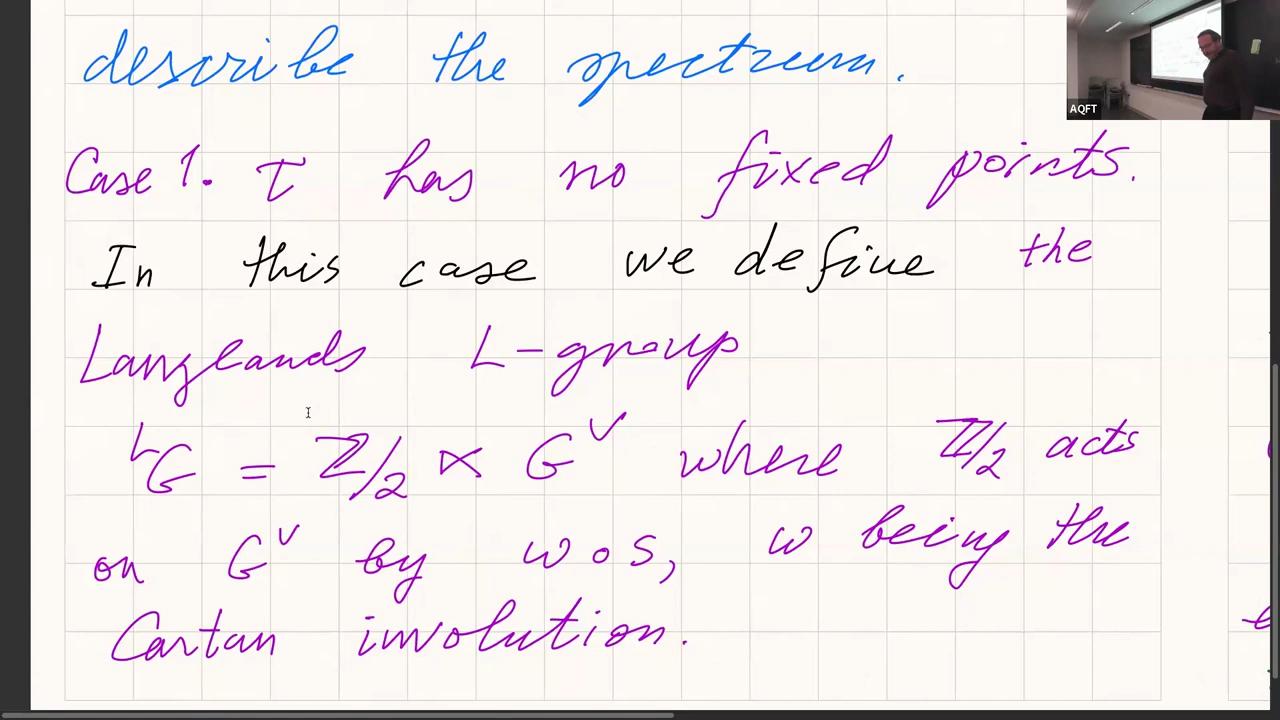 describe the spectrum.
Case 1. τ has no fixed points.
In this case we define the
Langlands L-group
ᴸG = ℤ/2 ⋉ G^∨ where ℤ/2 acts
on G^∨ by ω∘s, ω being the
Cartan involution.
AQFT